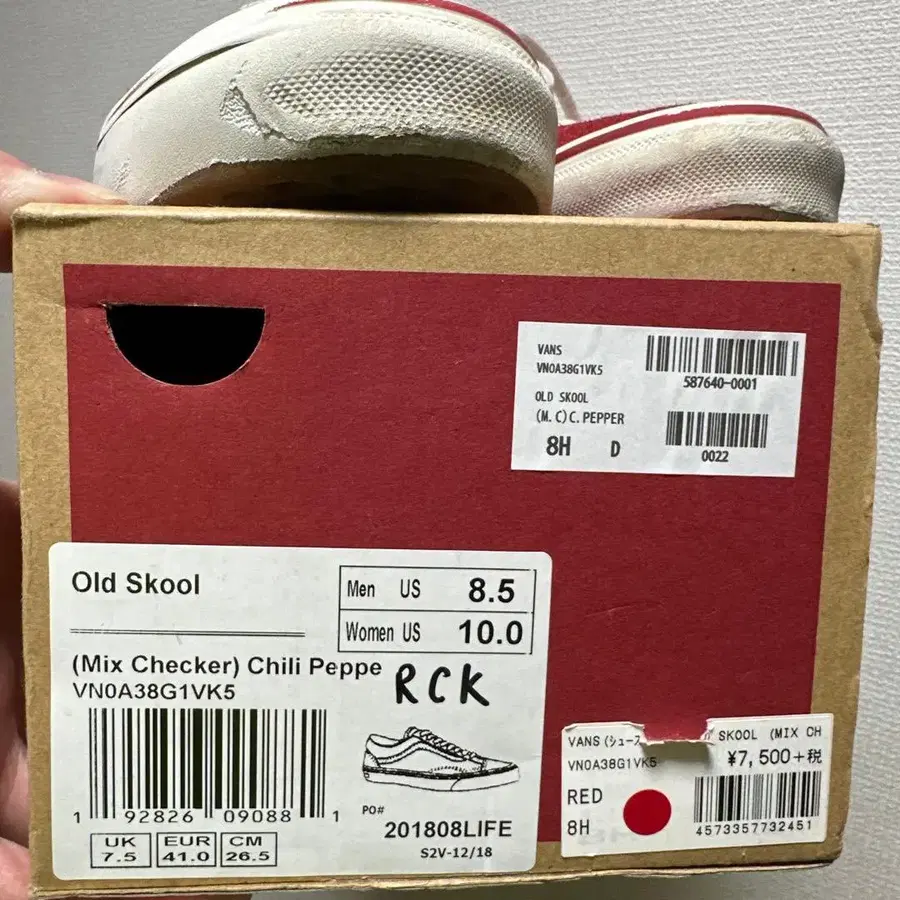 VANS
VN0A38G1VK5
587640-0001
OLD SKOOL
(M.C)C.PEPPER
8H D
0022
Old Skool
Men US 8.5
Women US 10.0
(Mix Checker) Chili Peppe
VN0A38G1VK5
RCK
1 92826 09088 1
UK 7.5
EUR 41.0
CM 26.5
PO#
201808LIFE
S2V-12/18
VANS(シュー SKOOL (MIX CH
VN0A38G1VK5
¥7,500+税
RED
8H
4573357732451